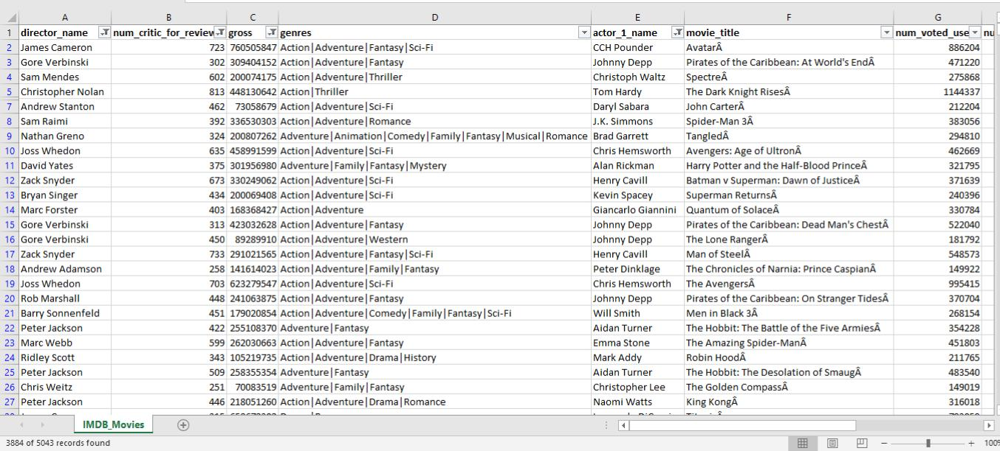 A B C D E F G
1 director_name num_critic_for_review gross genres actor_1_name movie_title num_voted_use nu
2 James Cameron 723 760505847 Action|Adventure|Fantasy|Sci-Fi CCH Pounder AvatarÂ 886204
3 Gore Verbinski 302 309404152 Action|Adventure|Fantasy Johnny Depp Pirates of the Caribbean: At World's EndÂ 471220
4 Sam Mendes 602 200074175 Action|Adventure|Thriller Christoph Waltz SpectreÂ 275868
5 Christopher Nolan 813 448130642 Action|Thriller Tom Hardy The Dark Knight RisesÂ 1144337
7 Andrew Stanton 462 73058679 Action|Adventure|Sci-Fi Daryl Sabara John CarterÂ 212204
8 Sam Raimi 392 336530303 Action|Adventure|Romance J.K. Simmons Spider-Man 3Â 383056
9 Nathan Greno 324 200807262 Adventure|Animation|Comedy|Family|Fantasy|Musical|Romance Brad Garrett TangledÂ 294810
10 Joss Whedon 635 458991599 Action|Adventure|Sci-Fi Chris Hemsworth Avengers: Age of UltronÂ 462669
11 David Yates 375 301956980 Adventure|Family|Fantasy|Mystery Alan Rickman Harry Potter and the Half-Blood PrinceÂ 321795
12 Zack Snyder 673 330249062 Action|Adventure|Sci-Fi Henry Cavill Batman v Superman: Dawn of JusticeÂ 371639
13 Bryan Singer 434 200069408 Action|Adventure|Sci-Fi Kevin Spacey Superman ReturnsÂ 240396
14 Marc Forster 403 168368427 Action|Adventure Giancarlo Giannini Quantum of SolaceÂ 330784
15 Gore Verbinski 313 423032628 Action|Adventure|Fantasy Johnny Depp Pirates of the Caribbean: Dead Man's ChestÂ 522040
16 Gore Verbinski 450 89289910 Action|Adventure|Western Johnny Depp The Lone RangerÂ 181792
17 Zack Snyder 733 291021565 Action|Adventure|Fantasy|Sci-Fi Henry Cavill Man of SteelÂ 548573
18 Andrew Adamson 258 141614023 Action|Adventure|Family|Fantasy Peter Dinklage The Chronicles of Narnia: Prince CaspianÂ 149922
19 Joss Whedon 703 623279547 Action|Adventure|Sci-Fi Chris Hemsworth The AvengersÂ 995415
20 Rob Marshall 448 241063875 Action|Adventure|Fantasy Johnny Depp Pirates of the Caribbean: On Stranger TidesÂ 370704
21 Barry Sonnenfeld 451 179020854 Action|Adventure|Comedy|Family|Fantasy|Sci-Fi Will Smith Men in Black 3Â 268154
22 Peter Jackson 422 255108370 Adventure|Fantasy Aidan Turner The Hobbit: The Battle of the Five ArmiesÂ 354228
23 Marc Webb 599 262030663 Action|Adventure|Fantasy Emma Stone The Amazing Spider-ManÂ 451803
24 Ridley Scott 343 105219735 Action|Adventure|Drama|History Mark Addy Robin HoodÂ 211765
25 Peter Jackson 509 258355354 Adventure|Fantasy Aidan Turner The Hobbit: The Desolation of SmaugÂ 483540
26 Chris Weitz 251 70083519 Adventure|Family|Fantasy Christopher Lee The Golden CompassÂ 149019
27 Peter Jackson 446 218051260 Action|Adventure|Drama|Romance Naomi Watts King KongÂ 316018
IMDB_Movies
3884 of 5043 records found 100%